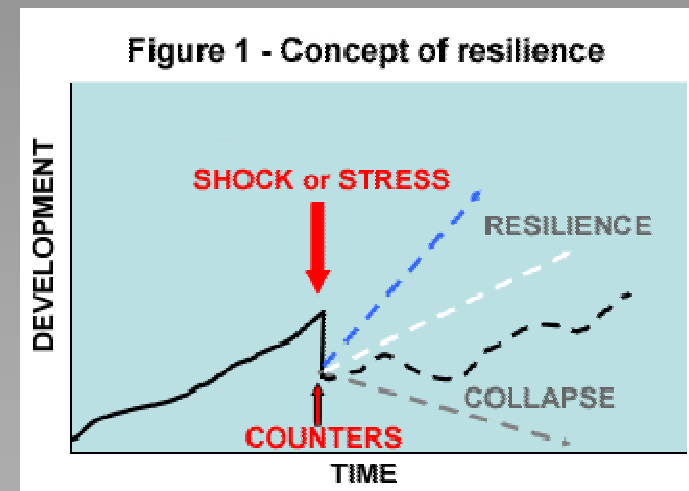 Figure 1 - Concept of resilience
SHOCK or STRESS
RESILIENCE
DEVELOPMENT
COLLAPSE
COUNTERS
TIME